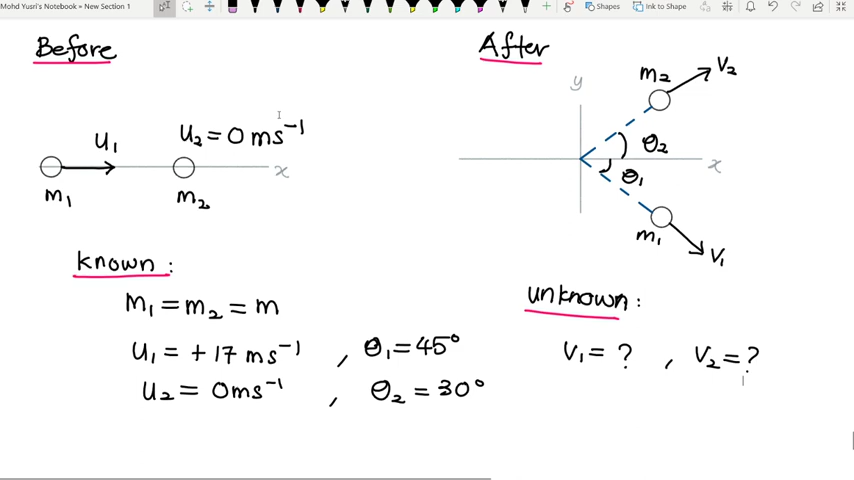 Mohd Yusri's Notebook » New Section 1
Shapes
Ink to Shape
Before
After
u₂ = 0 ms⁻¹
u₁
x
m₁
m₂
y
m₂
v₂
θ₂
x
θ₁
m₁
v₁
known :
m₁ = m₂ = m
u₁ = +17 ms⁻¹ , θ₁ = 45°
u₂ = 0ms⁻¹ , θ₂ = 30°
unknown :
v₁ = ? , v₂ = ?